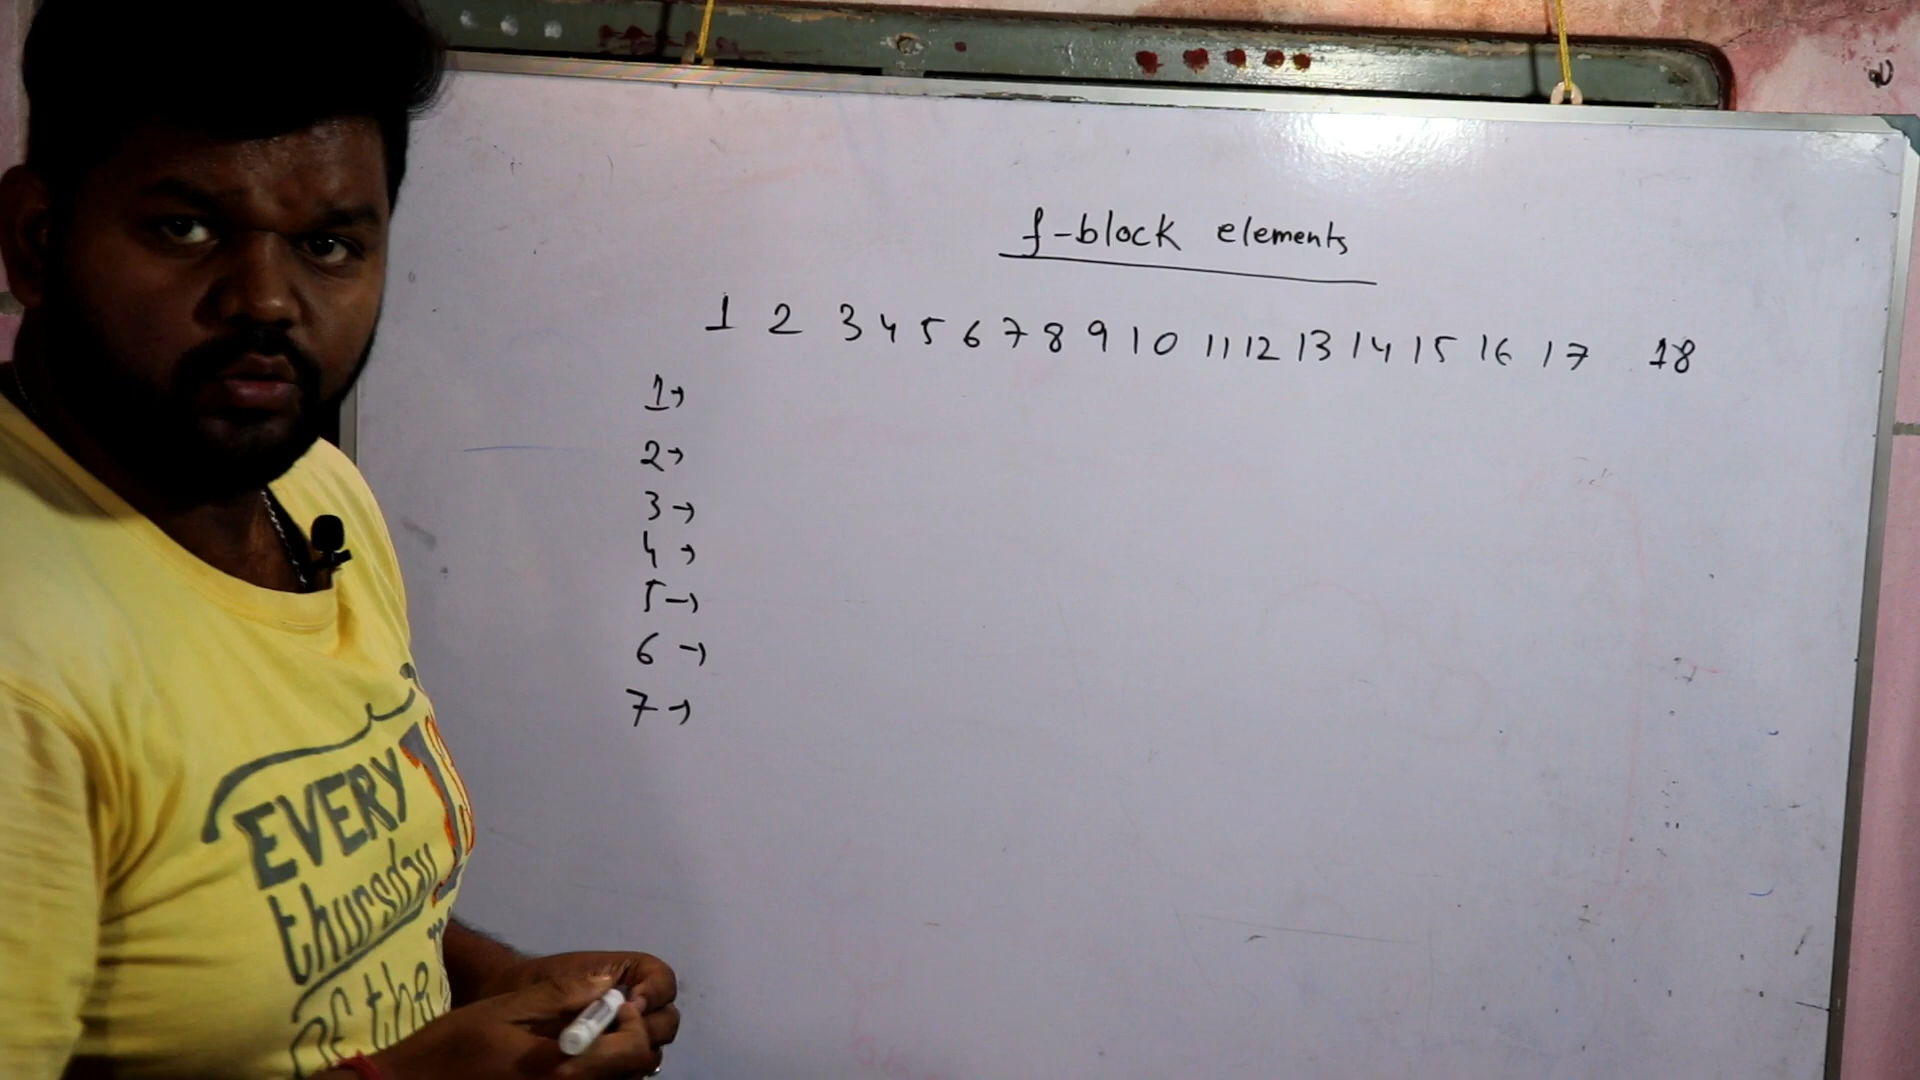 f-block elements
1 2 3 4 5 6 7 8 9 10 11 12 13 14 15 16 17 18
1→
2→
3→
4→
5→
6→
7→
EVERY
thursday
of the